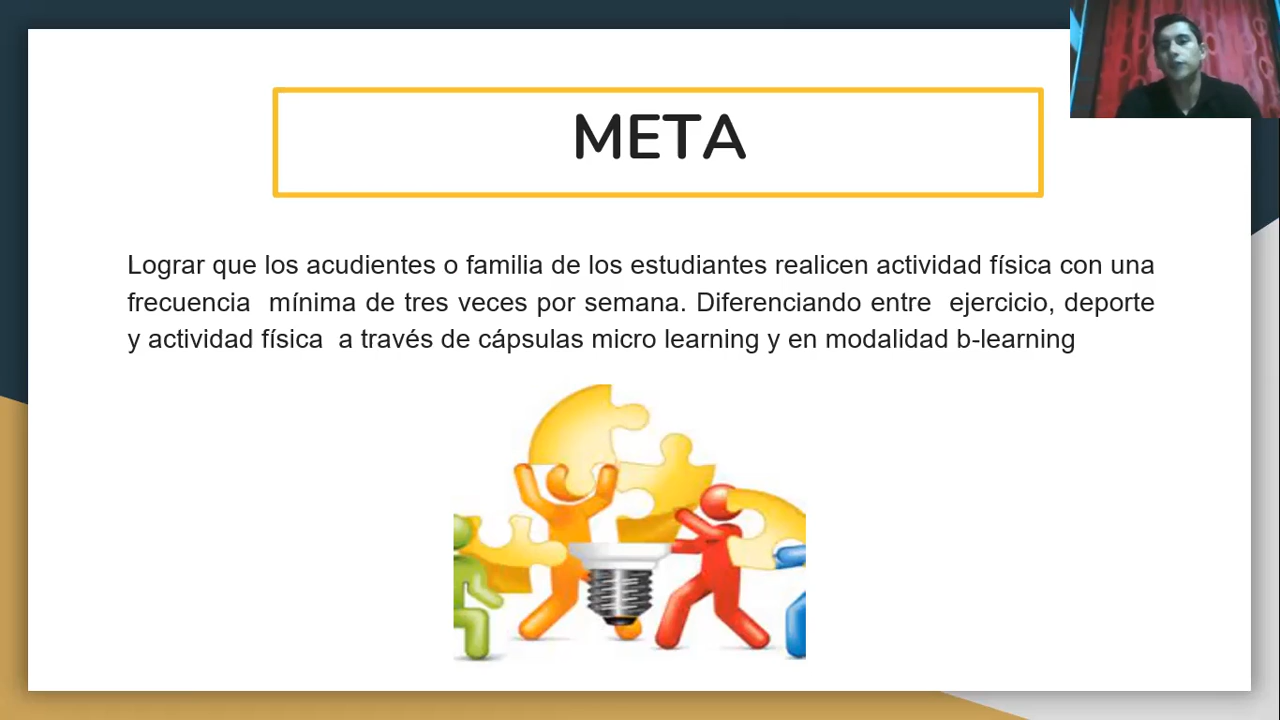 META
Lograr que los acudientes o familia de los estudiantes realicen actividad física con una
frecuencia  mínima de tres veces por semana. Diferenciando entre  ejercicio, deporte
y actividad física  a través de cápsulas micro learning y en modalidad b-learning